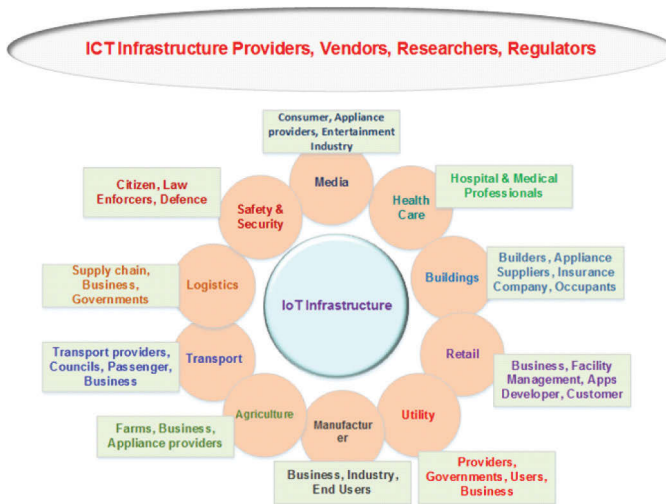 ICT Infrastructure Providers, Vendors, Researchers, Regulators
Consumer, Appliance
providers, Entertainment
Industry
Media
Hospital & Medical
Professionals
Health
Care
Builders, Appliance
Suppliers, Insurance
Company, Occupants
Buildings
Business, Facility
Management, Apps
Developer, Customer
Retail
Providers,
Governments, Users,
Business
Utility
Business, Industry,
End Users
Manufactur
er
Farms, Business,
Appliance providers
Agriculture
Transport providers,
Councils, Passenger,
Business
Transport
Supply chain,
Business,
Governments
Logistics
Citizen, Law
Enforcers, Defence
Safety &
Security
IoT Infrastructure